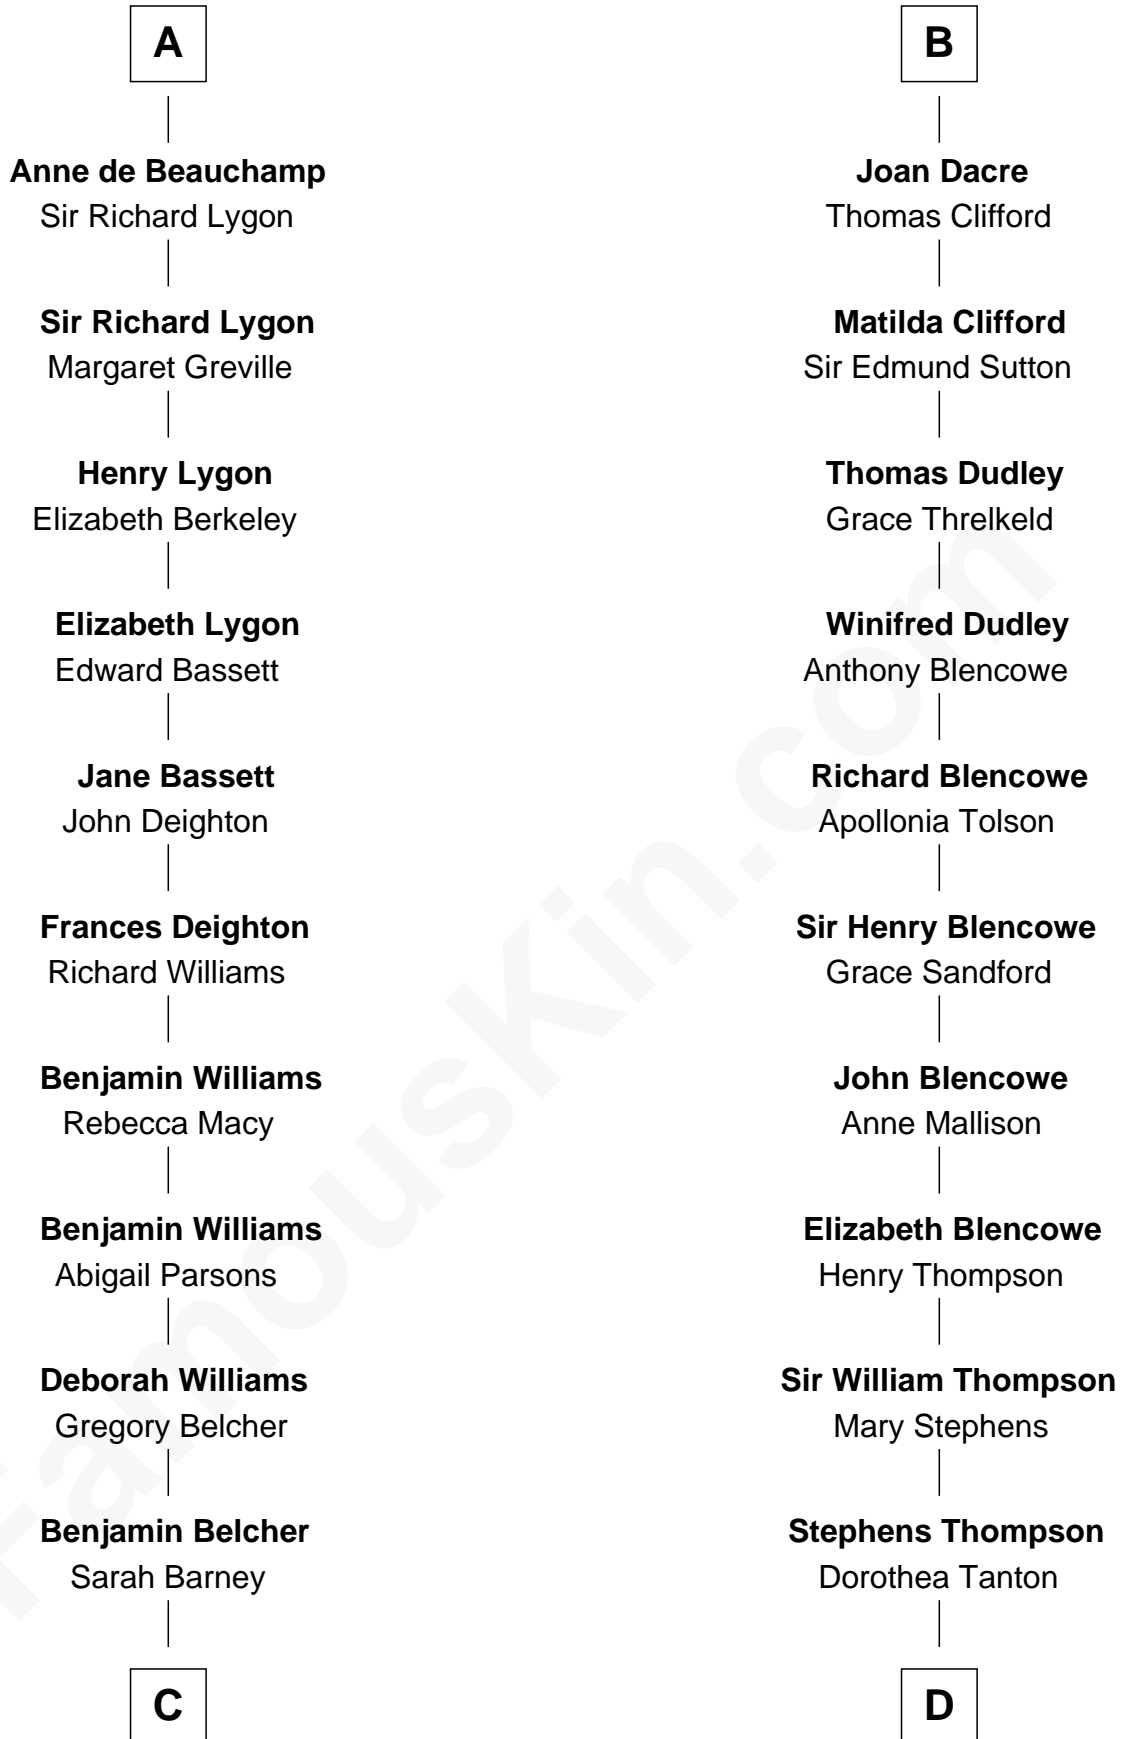 A
Anne de Beauchamp
Sir Richard Lygon
Sir Richard Lygon
Margaret Greville
Henry Lygon
Elizabeth Berkeley
Elizabeth Lygon
Edward Bassett
Jane Bassett
John Deighton
Frances Deighton
Richard Williams
Benjamin Williams
Rebecca Macy
Benjamin Williams
Abigail Parsons
Deborah Williams
Gregory Belcher
Benjamin Belcher
Sarah Barney
C
B
Joan Dacre
Thomas Clifford
Matilda Clifford
Sir Edmund Sutton
Thomas Dudley
Grace Threlkeld
Winifred Dudley
Anthony Blencowe
Richard Blencowe
Apollonia Tolson
Sir Henry Blencowe
Grace Sandford
John Blencowe
Anne Mallison
Elizabeth Blencowe
Henry Thompson
Sir William Thompson
Mary Stephens
Stephens Thompson
Dorothea Tanton
D
FamousKin.com